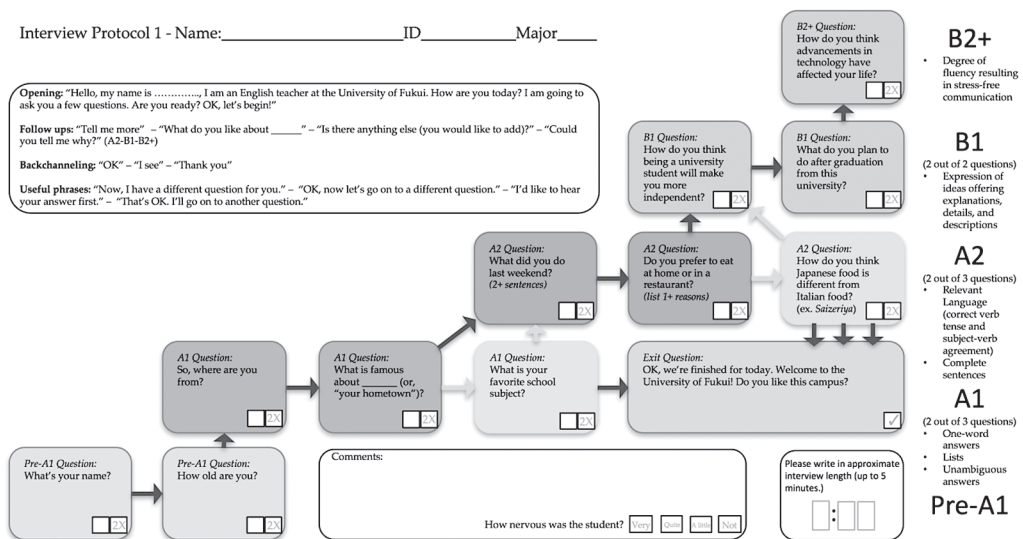 Interview Protocol 1 - Name:____________________ID__________Major____
Opening: “Hello, my name is ………….., I am an English teacher at the University of Fukui. How are you today? I am going to
ask you a few questions. Are you ready? OK, let’s begin!”
Follow ups: “Tell me more” – “What do you like about ______” – “Is there anything else (you would like to add)?” – “Could
you tell me why?” (A2-B1-B2+)
Backchanneling: “OK” – “I see” – “Thank you”
Useful phrases: “Now, I have a different question for you.” – “OK, now let’s go on to a different question.” – “I’d like to hear
your answer first.” – “That’s OK. I’ll go on to another question.”
B2+ Question:
How do you think
advancements in
technology have
affected your life?
2X
B1 Question:
How do you think
being a university
student will make
you more
independent?
2X
B1 Question:
What do you plan to
do after graduation
from this
university?
2X
A2 Question:
What did you do
last weekend?
(2+ sentences)
2X
A2 Question:
Do you prefer to eat
at home or in a
restaurant?
(list 1+ reasons)
2X
A2 Question:
How do you think
Japanese food is
different from
Italian food?
(ex. Saizeriya)
2X
A1 Question:
So, where are you
from?
2X
A1 Question:
What is famous
about ______ (or,
“your hometown”)?
2X
A1 Question:
What is your
favorite school
subject?
2X
Exit Question:
OK, we’re finished for today. Welcome to the
University of Fukui! Do you like this campus?
✓
Pre-A1 Question:
What’s your name?
2X
Pre-A1 Question:
How old are you?
2X
Comments:
How nervous was the student? Very Quite A little Not
Please write in approximate
interview length (up to 5
minutes.)
:
B2+
• Degree of
fluency resulting
in stress-free
communication
B1
(2 out of 2 questions)
• Expression of
ideas offering
explanations,
details, and
descriptions
A2
(2 out of 3 questions)
• Relevant
Language
(correct verb
tense and
subject-verb
agreement)
• Complete
sentences
A1
(2 out of 3 questions)
• One-word
answers
• Lists
• Unambiguous
answers
Pre-A1